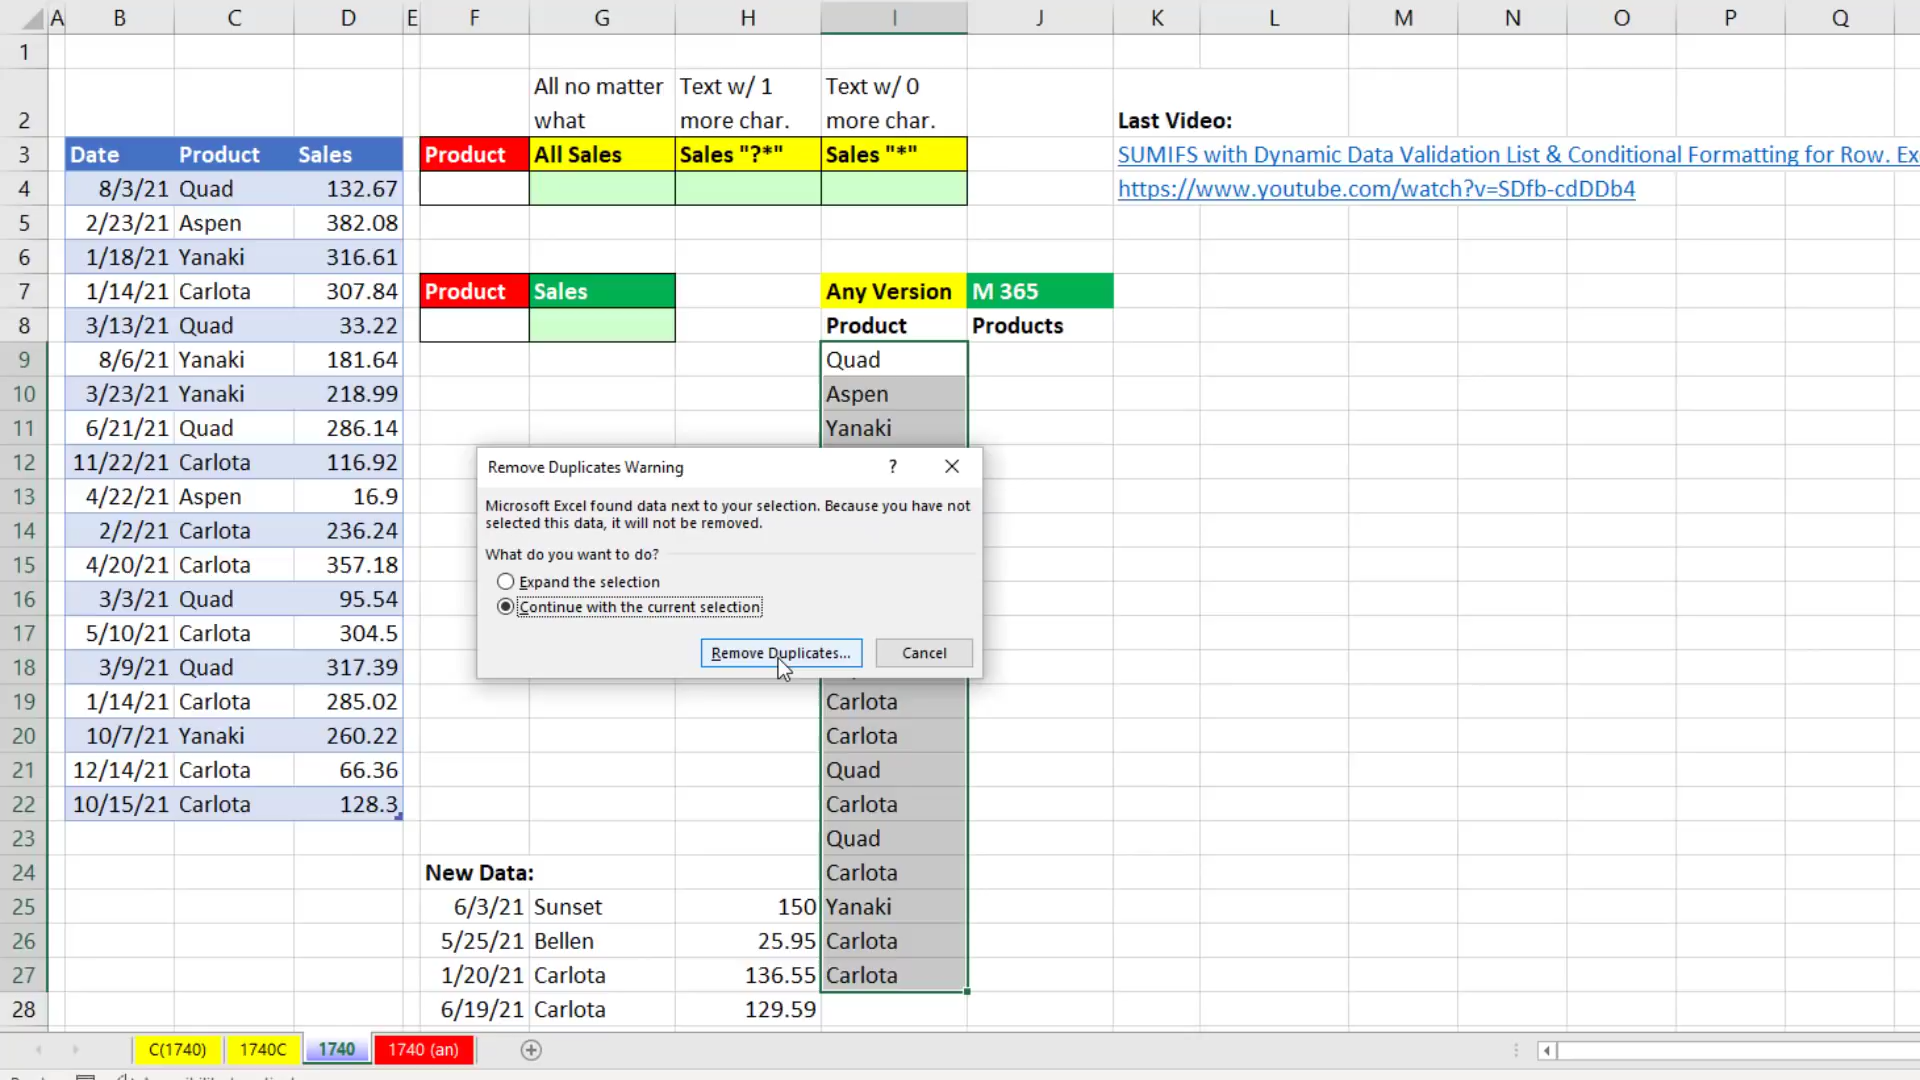 A B C D E F G H I J K L M N O P Q
1
All no matter Text w/ 1 Text w/ 0
2 what more char. more char. Last Video:
3 Date Product Sales Product All Sales Sales "?*" Sales "*" SUMIFS with Dynamic Data Validation List & Conditional Formatting for Row. Ex
4 8/3/21 Quad 132.67 https://www.youtube.com/watch?v=SDfb-cdDDb4
5 2/23/21 Aspen 382.08
6 1/18/21 Yanaki 316.61
7 1/14/21 Carlota 307.84 Product Sales Any Version M 365
8 3/13/21 Quad 33.22 Product Products
9 8/6/21 Yanaki 181.64 Quad
10 3/23/21 Yanaki 218.99 Aspen
11 6/21/21 Quad 286.14 Yanaki
12 11/22/21 Carlota 116.92
13 4/22/21 Aspen 16.9
14 2/2/21 Carlota 236.24
15 4/20/21 Carlota 357.18
16 3/3/21 Quad 95.54
17 5/10/21 Carlota 304.5
18 3/9/21 Quad 317.39
19 1/14/21 Carlota 285.02 Carlota
20 10/7/21 Yanaki 260.22 Carlota
21 12/14/21 Carlota 66.36 Quad
22 10/15/21 Carlota 128.3 Carlota
23 Quad
24 New Data: Carlota
25 6/3/21 Sunset 150 Yanaki
26 5/25/21 Bellen 25.95 Carlota
27 1/20/21 Carlota 136.55 Carlota
28 6/19/21 Carlota 129.59
Remove Duplicates Warning ?
Microsoft Excel found data next to your selection. Because you have not
selected this data, it will not be removed.
What do you want to do?
Expand the selection
Continue with the current selection
Remove Duplicates... Cancel
C(1740) 1740C 1740 1740 (an)